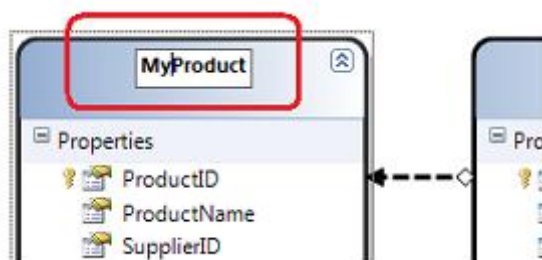 MyProduct
Properties
ProductID
ProductName
SupplierID
Pro